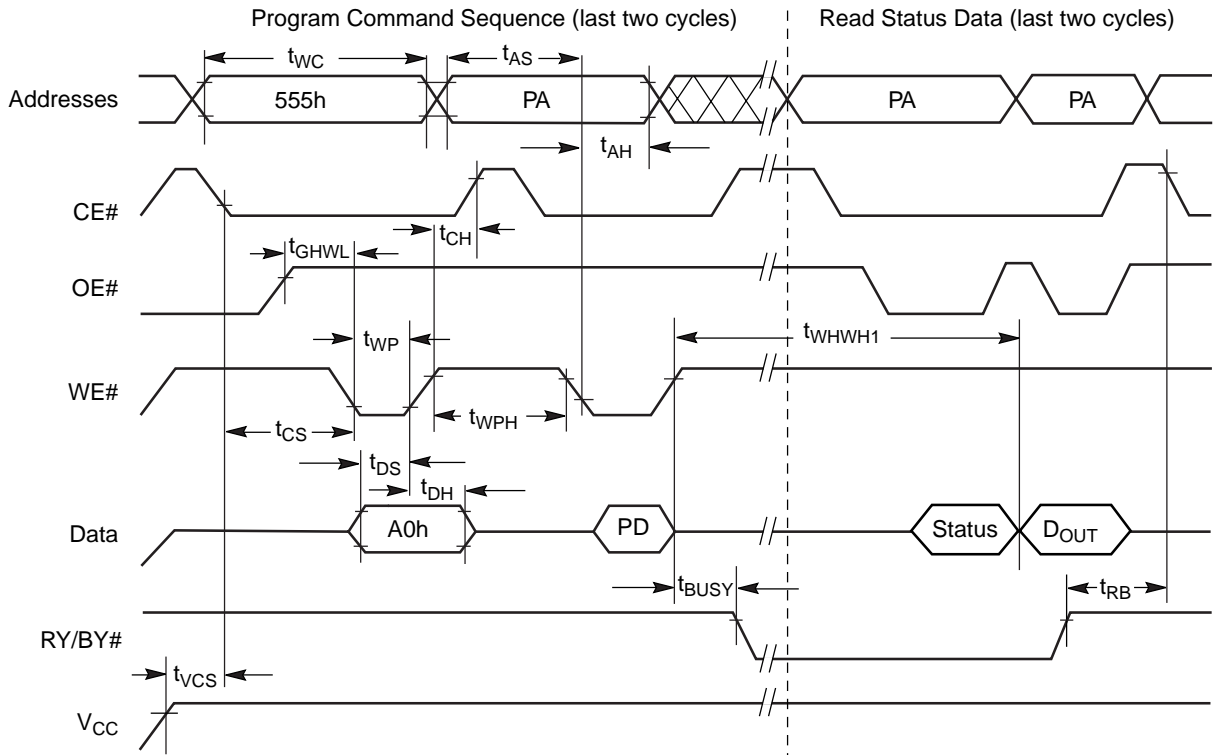 Program Command Sequence (last two cycles) Read Status Data (last two cycles)
tWC tAS
Addresses 555h PA PA PA
tAH
CE#
tGHWL tCH
OE#
tWP tWHWH1
WE#
tCS tWPH
tDS
tDH
Data A0h PD Status DOUT
tBUSY tRB
RY/BY#
tVCS
VCC